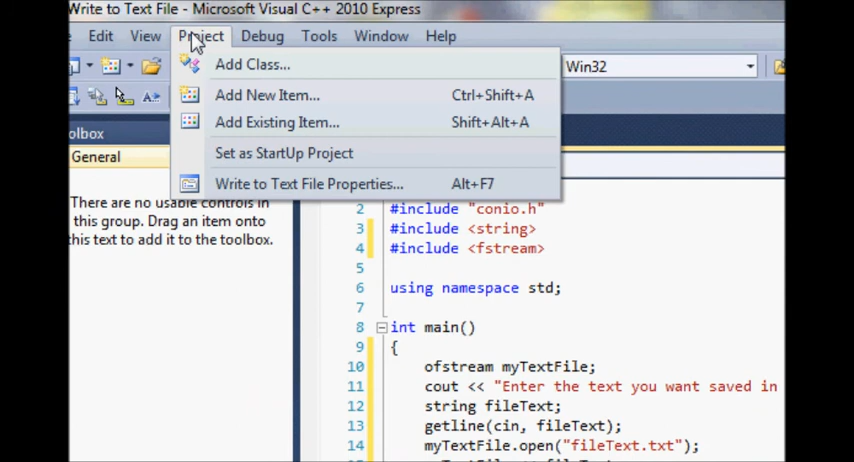 Write to Text File - Microsoft Visual C++ 2010 Express
Edit View Project Debug Tools Window Help
Add Class...
Win32
Add New Item... Ctrl+Shift+A
Add Existing Item... Shift+Alt+A
Set as StartUp Project
Write to Text File Properties... Alt+F7
olbox
General
There are no usable controls in
this group. Drag an item onto
this text to add it to the toolbox.
2 #include "conio.h"
3 #include <string>
4 #include <fstream>
5
6 using namespace std;
7
8 int main()
9 {
10 ofstream myTextFile;
11 cout << "Enter the text you want saved in
12 string fileText;
13 getline(cin, fileText);
14 myTextFile.open("fileText.txt");